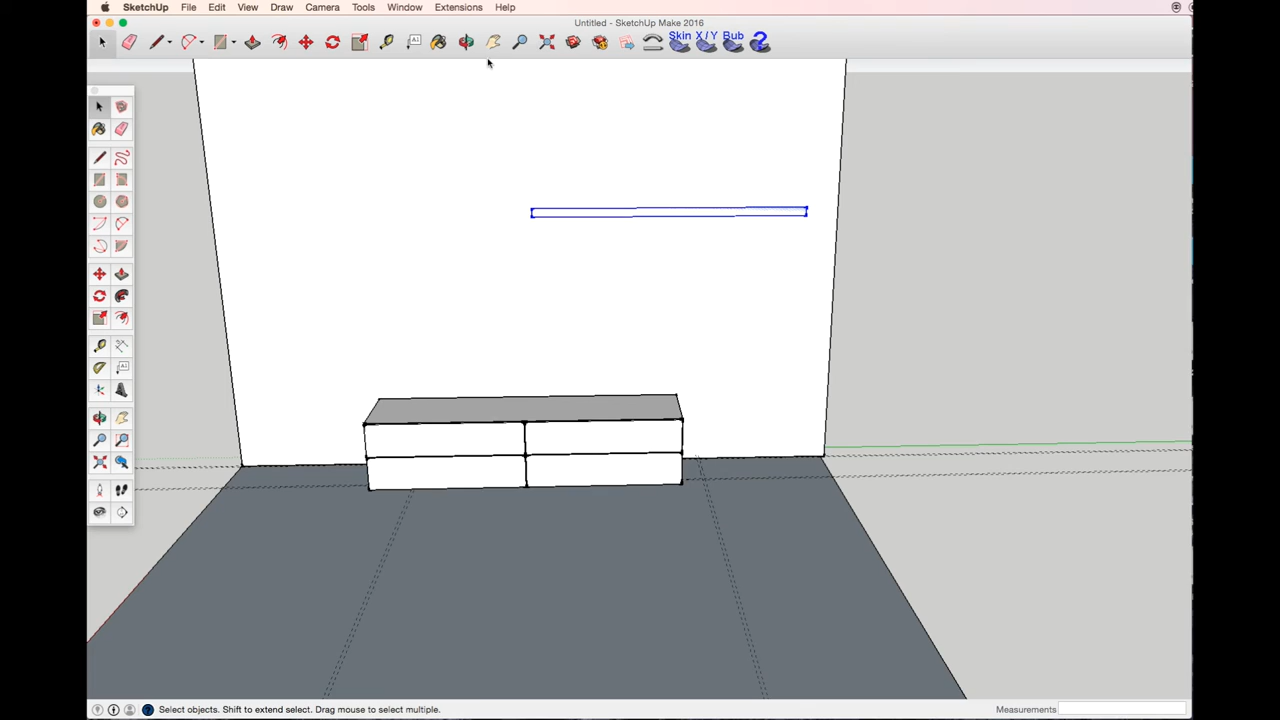 SketchUp File Edit View Draw Camera Tools Window Extensions Help
Untitled - SketchUp Make 2016
Skin X/Y Bub
Select objects. Shift to extend select. Drag mouse to select multiple.
Measurements